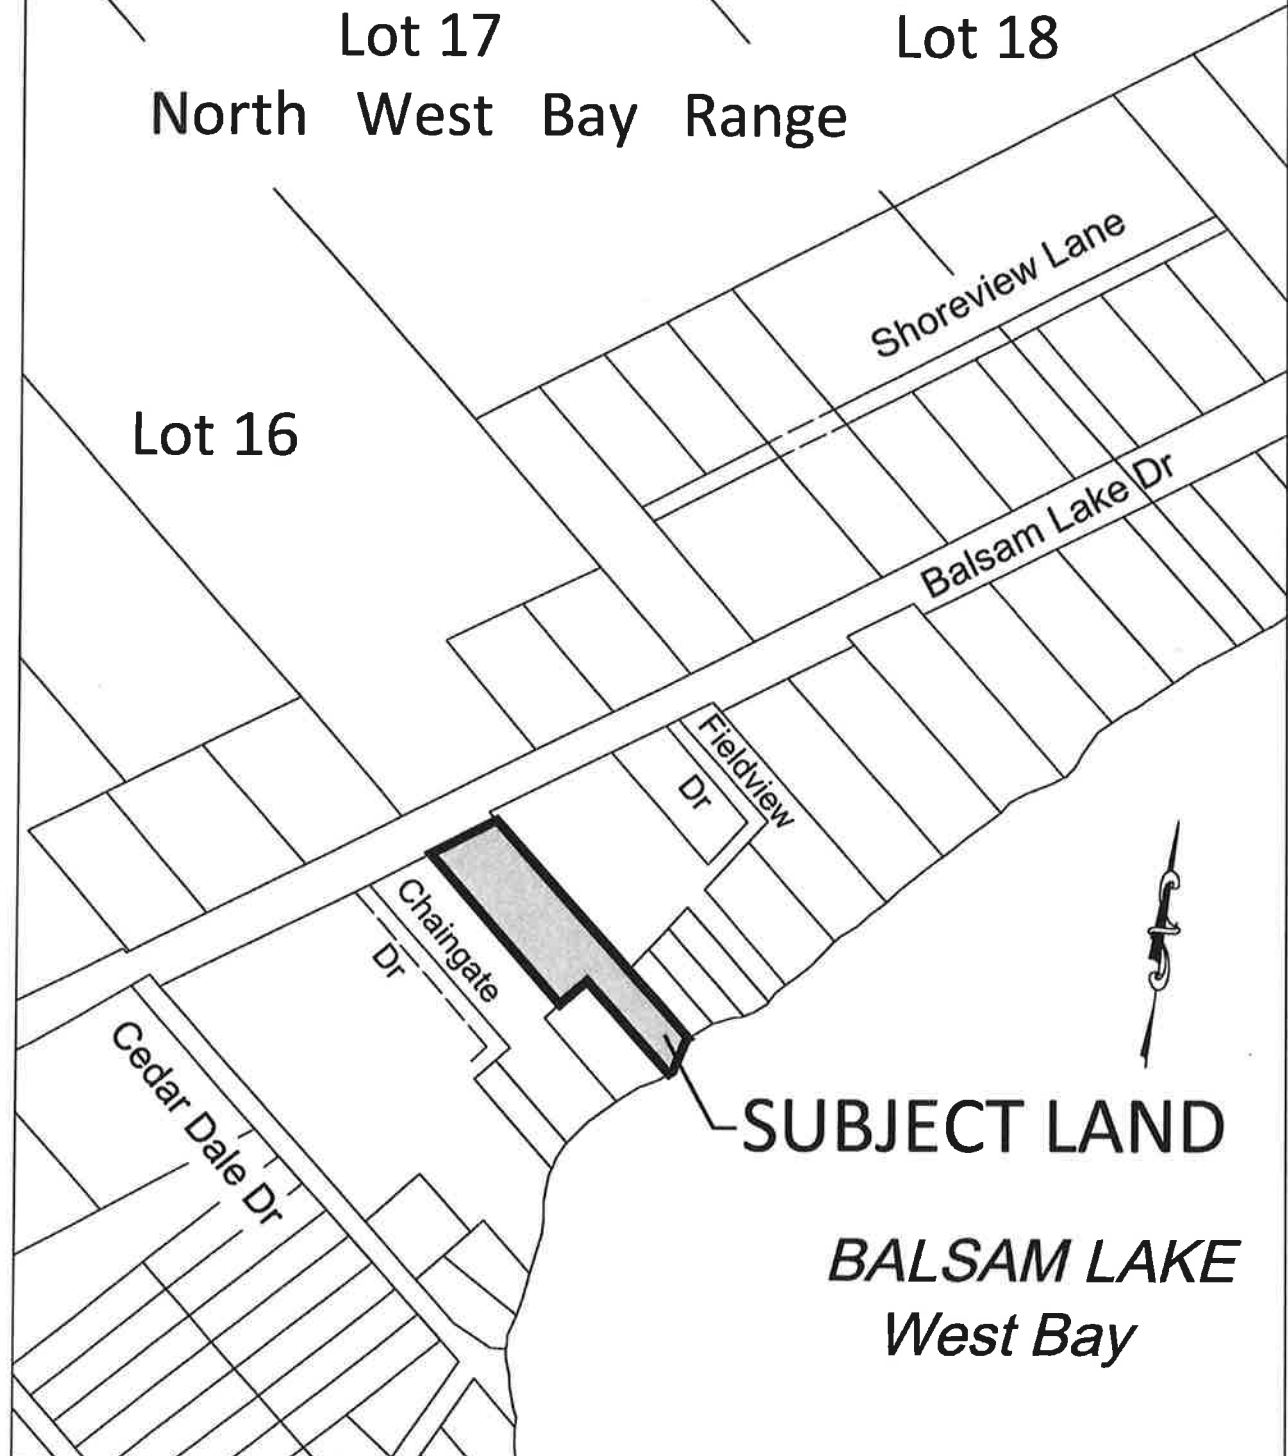 Lot 17
Lot 18
North West Bay Range
Shoreview Lane
Lot 16
Balsam Lake Dr
Fieldview
Dr
Chaingate
Dr
Cedar Dale Dr
SUBJECT LAND
BALSAM LAKE
West Bay